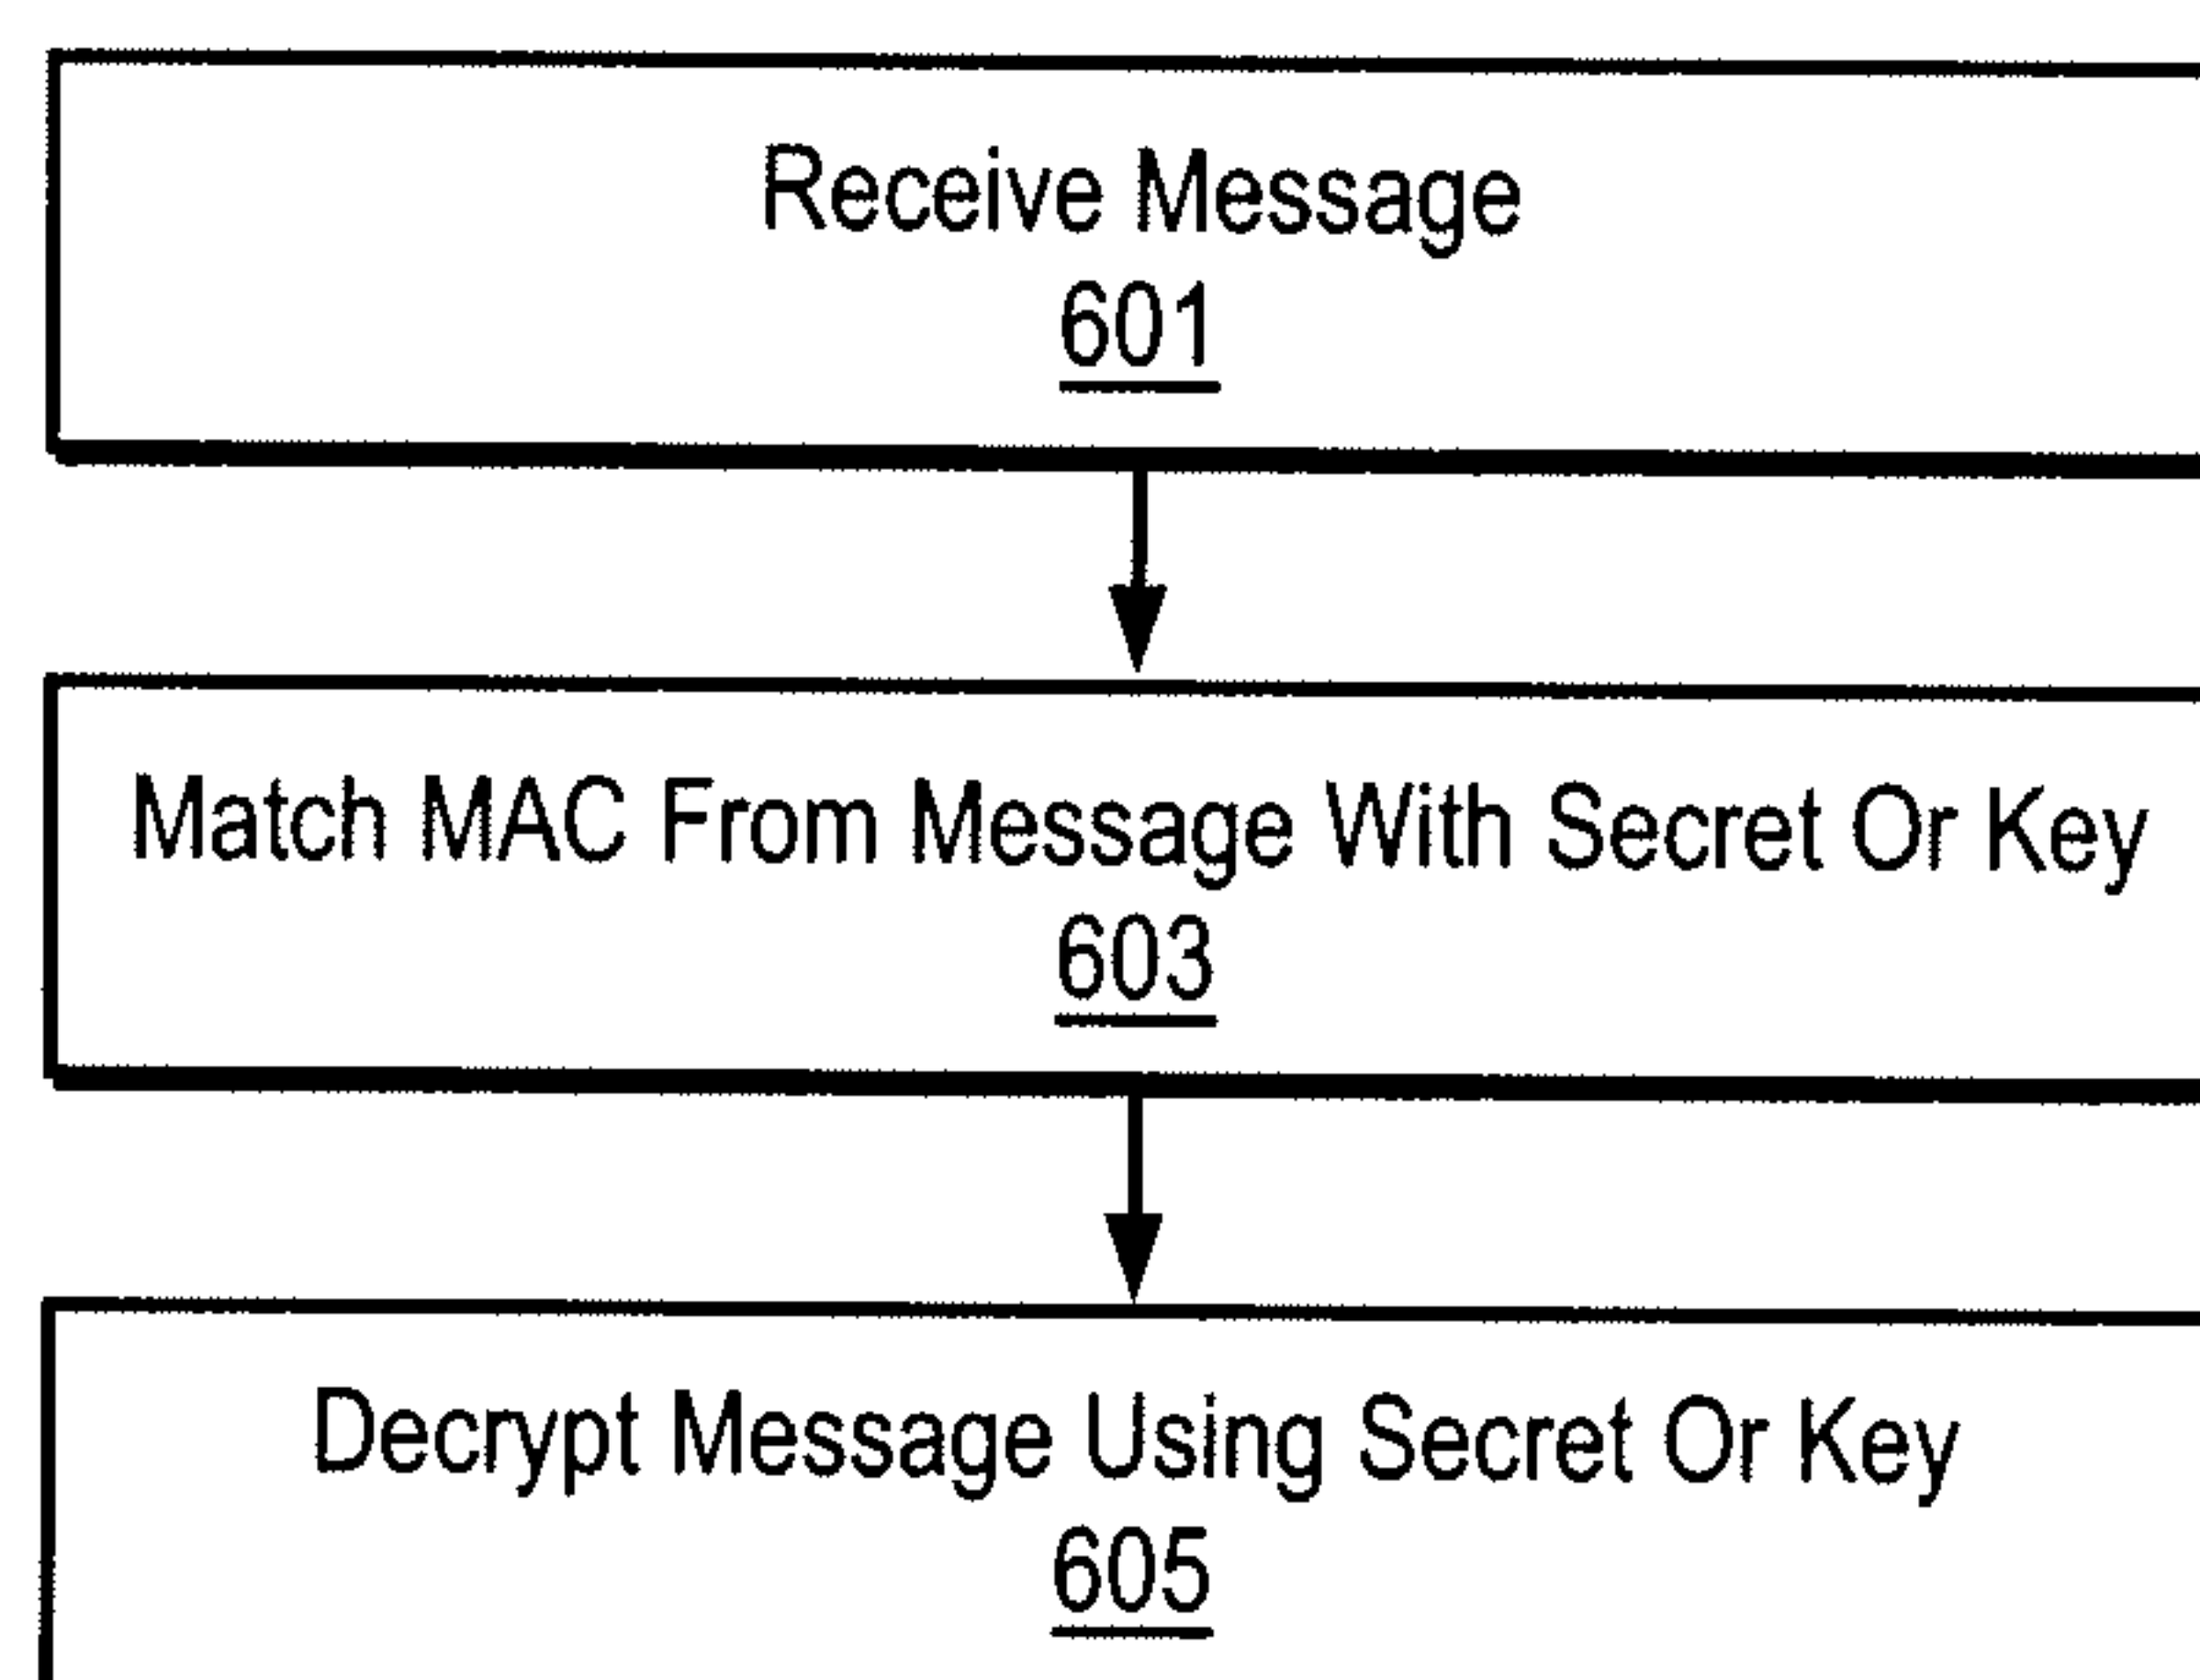 Receive Message
601
Match MAC From Message With Secret Or Key
603
Decrypt Message Using Secret Or Key
605